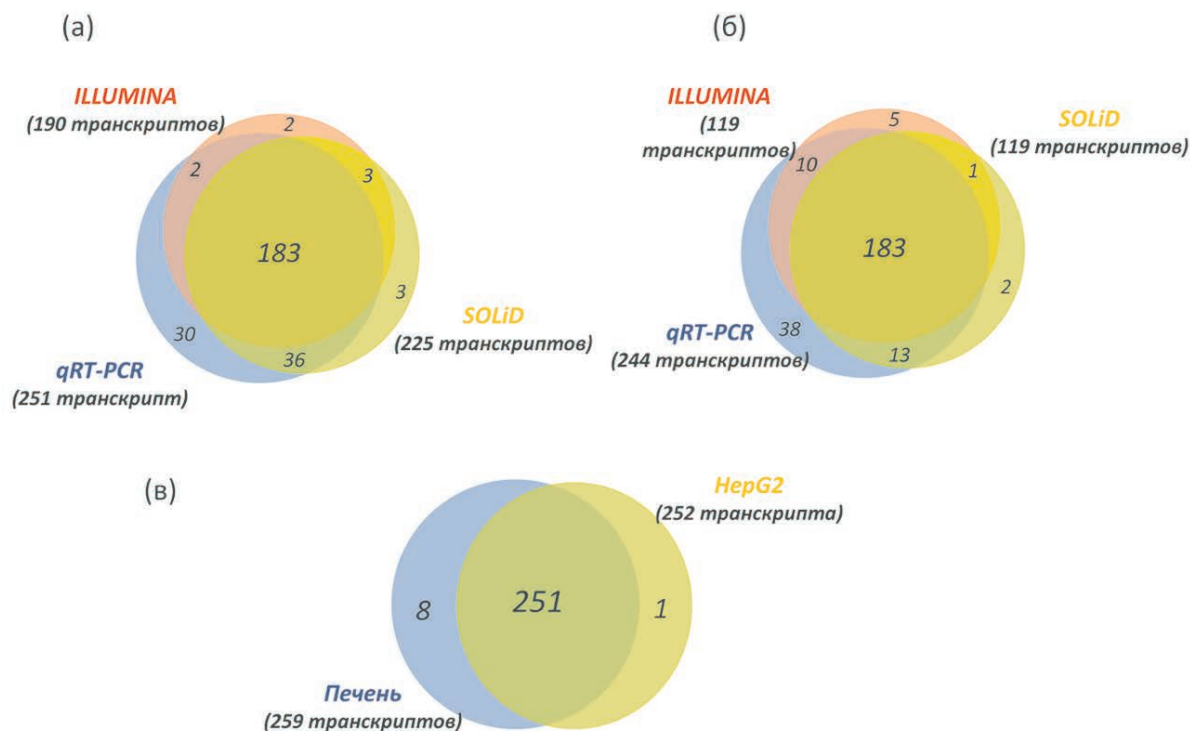 (а)
ILLUMINA
(190 транскриптов)
2
2
3
183
3
30
36
SOLiD
(225 транскриптов)
qRT-PCR
(251 транскрипт)
(б)
ILLUMINA
(119
транскриптов)
SOLiD
(119 транскриптов)
5
10
1
183
2
38
13
qRT-PCR
(244 транскриптов)
(в)
HepG2
(252 транскрипта)
8
251
1
Печень
(259 транскриптов)